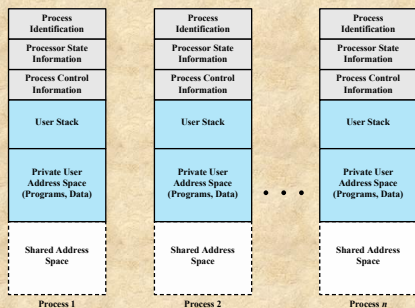 Process
Identification
Processor State
Information
Process Control
Information
User Stack
Private User
Address Space
(Programs, Data)
Shared Address
Space
Process 1
Process
Identification
Processor State
Information
Process Control
Information
User Stack
Private User
Address Space
(Programs, Data)
Shared Address
Space
Process 2
• • •
Process
Identification
Processor State
Information
Process Control
Information
User Stack
Private User
Address Space
(Programs, Data)
Shared Address
Space
Process n